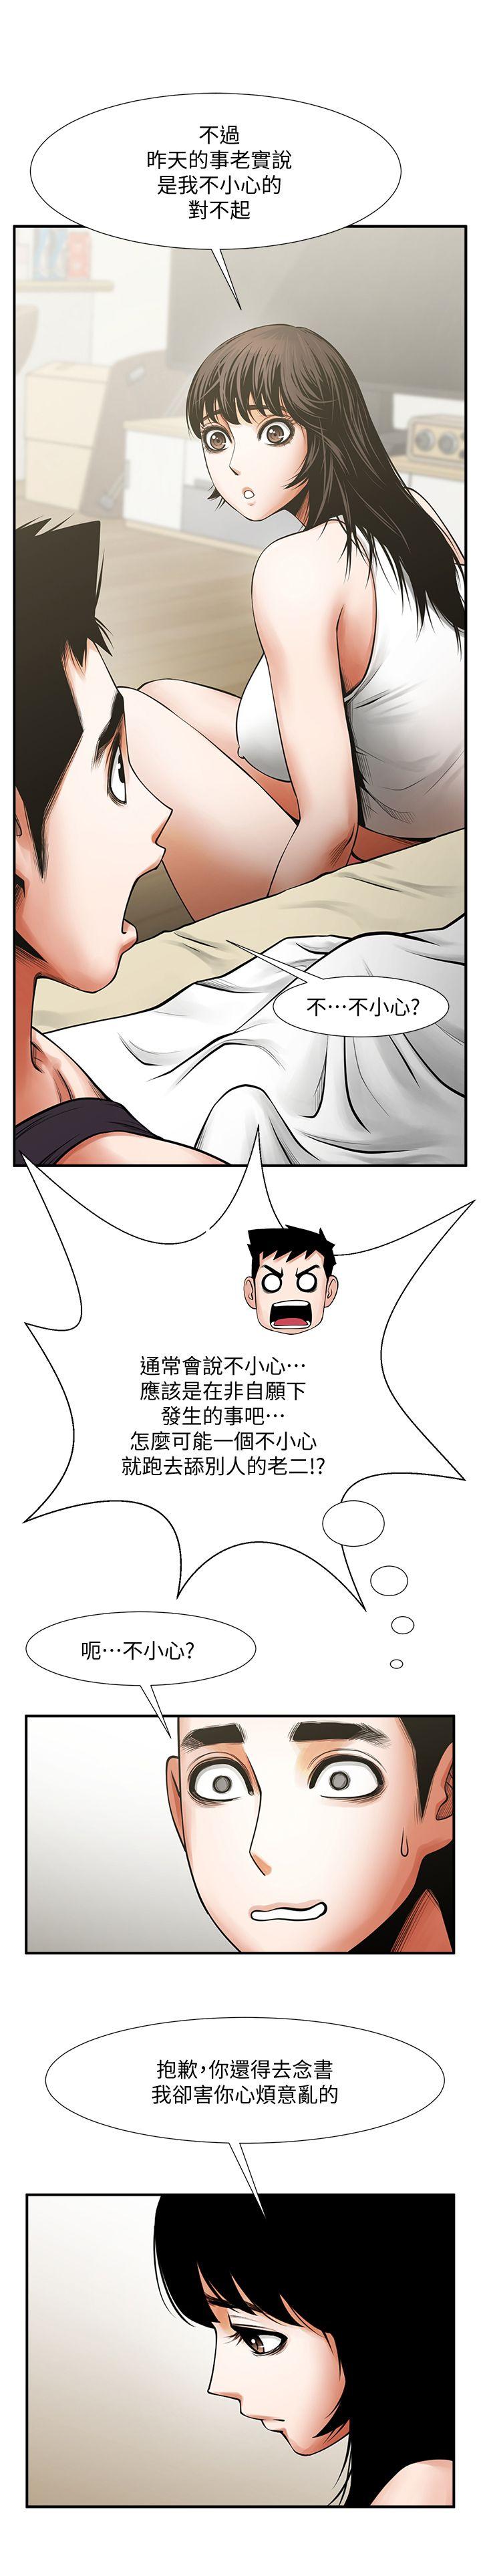 不過
昨天的事老實說
是我不小心的
對不起
不⋯不小心?
通常會說不小心⋯
應該是在非自願下
發生的事吧⋯
怎麼可能一個不小心
就跑去舔別人的老二!?
呃⋯不小心?
抱歉,你還得去念書
我卻害你心煩意亂的